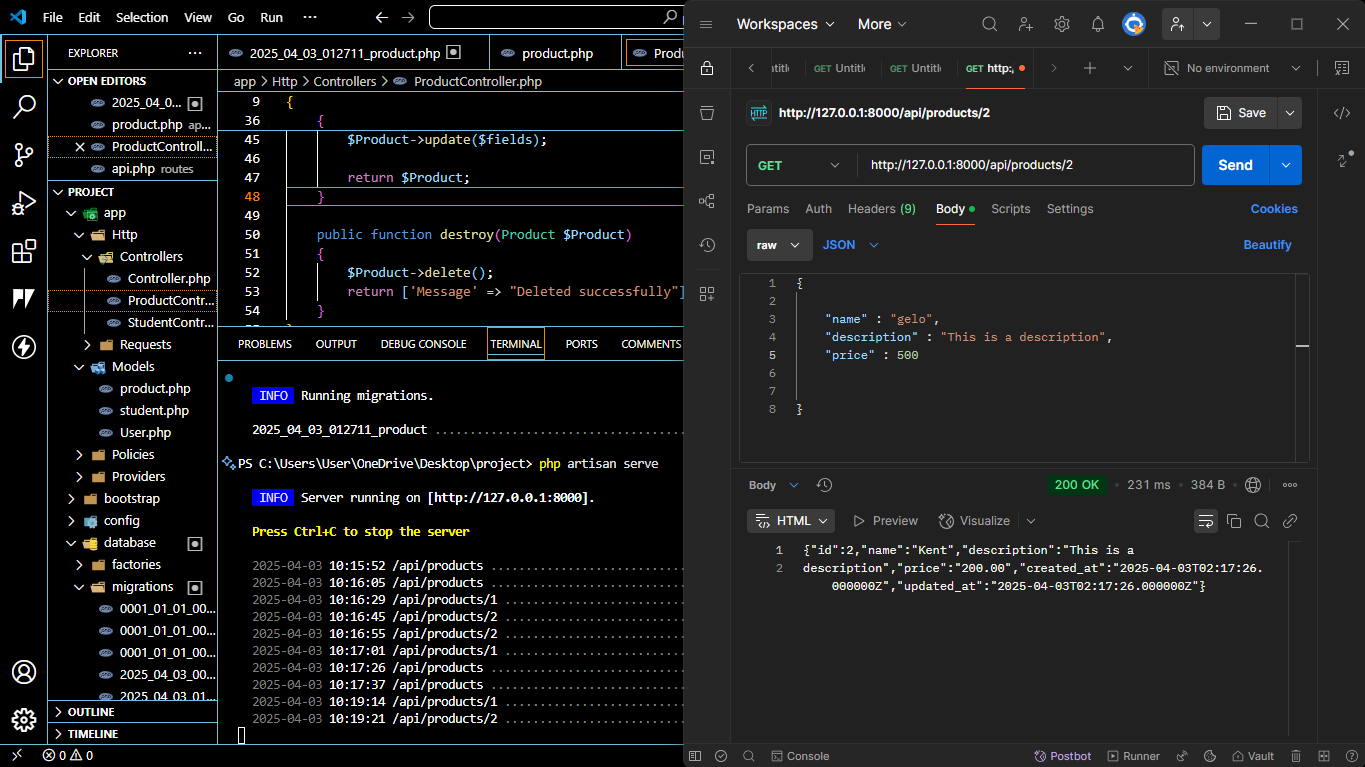 File Edit Selection View Go Run ···
EXPLORER ···
OPEN EDITORS
2025_04_0...
product.php ap...
ProductControll...
api.php routes
PROJECT
app
Http
Controllers
Controller.php
ProductContr...
StudentContr...
Requests
Models
product.php
student.php
User.php
Policies
Providers
bootstrap
config
database
factories
migrations
0001_01_01_00...
0001_01_01_00...
0001_01_01_00...
2025_04_03_00...
2025_04_03_01...
OUTLINE
TIMELINE
0 0
2025_04_03_012711_product.php product.php Produ
app > Http > Controllers > ProductController.php
9 {
36 {
45 $Product->update($fields);
46
47 return $Product;
48 }
49
50 public function destroy(Product $Product)
51 {
52 $Product->delete();
53 return ['Message' => "Deleted successfully"]
54 }
PROBLEMS OUTPUT DEBUG CONSOLE TERMINAL PORTS COMMENTS
INFO Running migrations.
2025_04_03_012711_product ..............................
PS C:\Users\User\OneDrive\Desktop\project> php artisan serve
INFO Server running on [http://127.0.0.1:8000].
Press Ctrl+C to stop the server
2025-04-03 10:15:52 /api/products .......................
2025-04-03 10:16:05 /api/products .......................
2025-04-03 10:16:29 /api/products/1 .....................
2025-04-03 10:16:45 /api/products/2 .....................
2025-04-03 10:16:55 /api/products/2 .....................
2025-04-03 10:17:01 /api/products/1 .....................
2025-04-03 10:17:26 /api/products .......................
2025-04-03 10:17:37 /api/products .......................
2025-04-03 10:19:14 /api/products/1 .....................
2025-04-03 10:19:21 /api/products/2 .....................
Workspaces More
GET Untitl GET Untitl GET http:, No environment
HTTP http://127.0.0.1:8000/api/products/2 Save
GET http://127.0.0.1:8000/api/products/2 Send
Params Auth Headers (9) Body Scripts Settings Cookies
raw JSON Beautify
1 {
2
3 "name" : "gelo",
4 "description" : "This is a description",
5 "price" : 500
6
7
8 }
Body 200 OK 231 ms 384 B
HTML Preview Visualize
1 {"id":2,"name":"Kent","description":"This is a
2 description","price":"200.00","created_at":"2025-04-03T02:17:26.
000000Z","updated_at":"2025-04-03T02:17:26.000000Z"}
Console Postbot Runner Vault